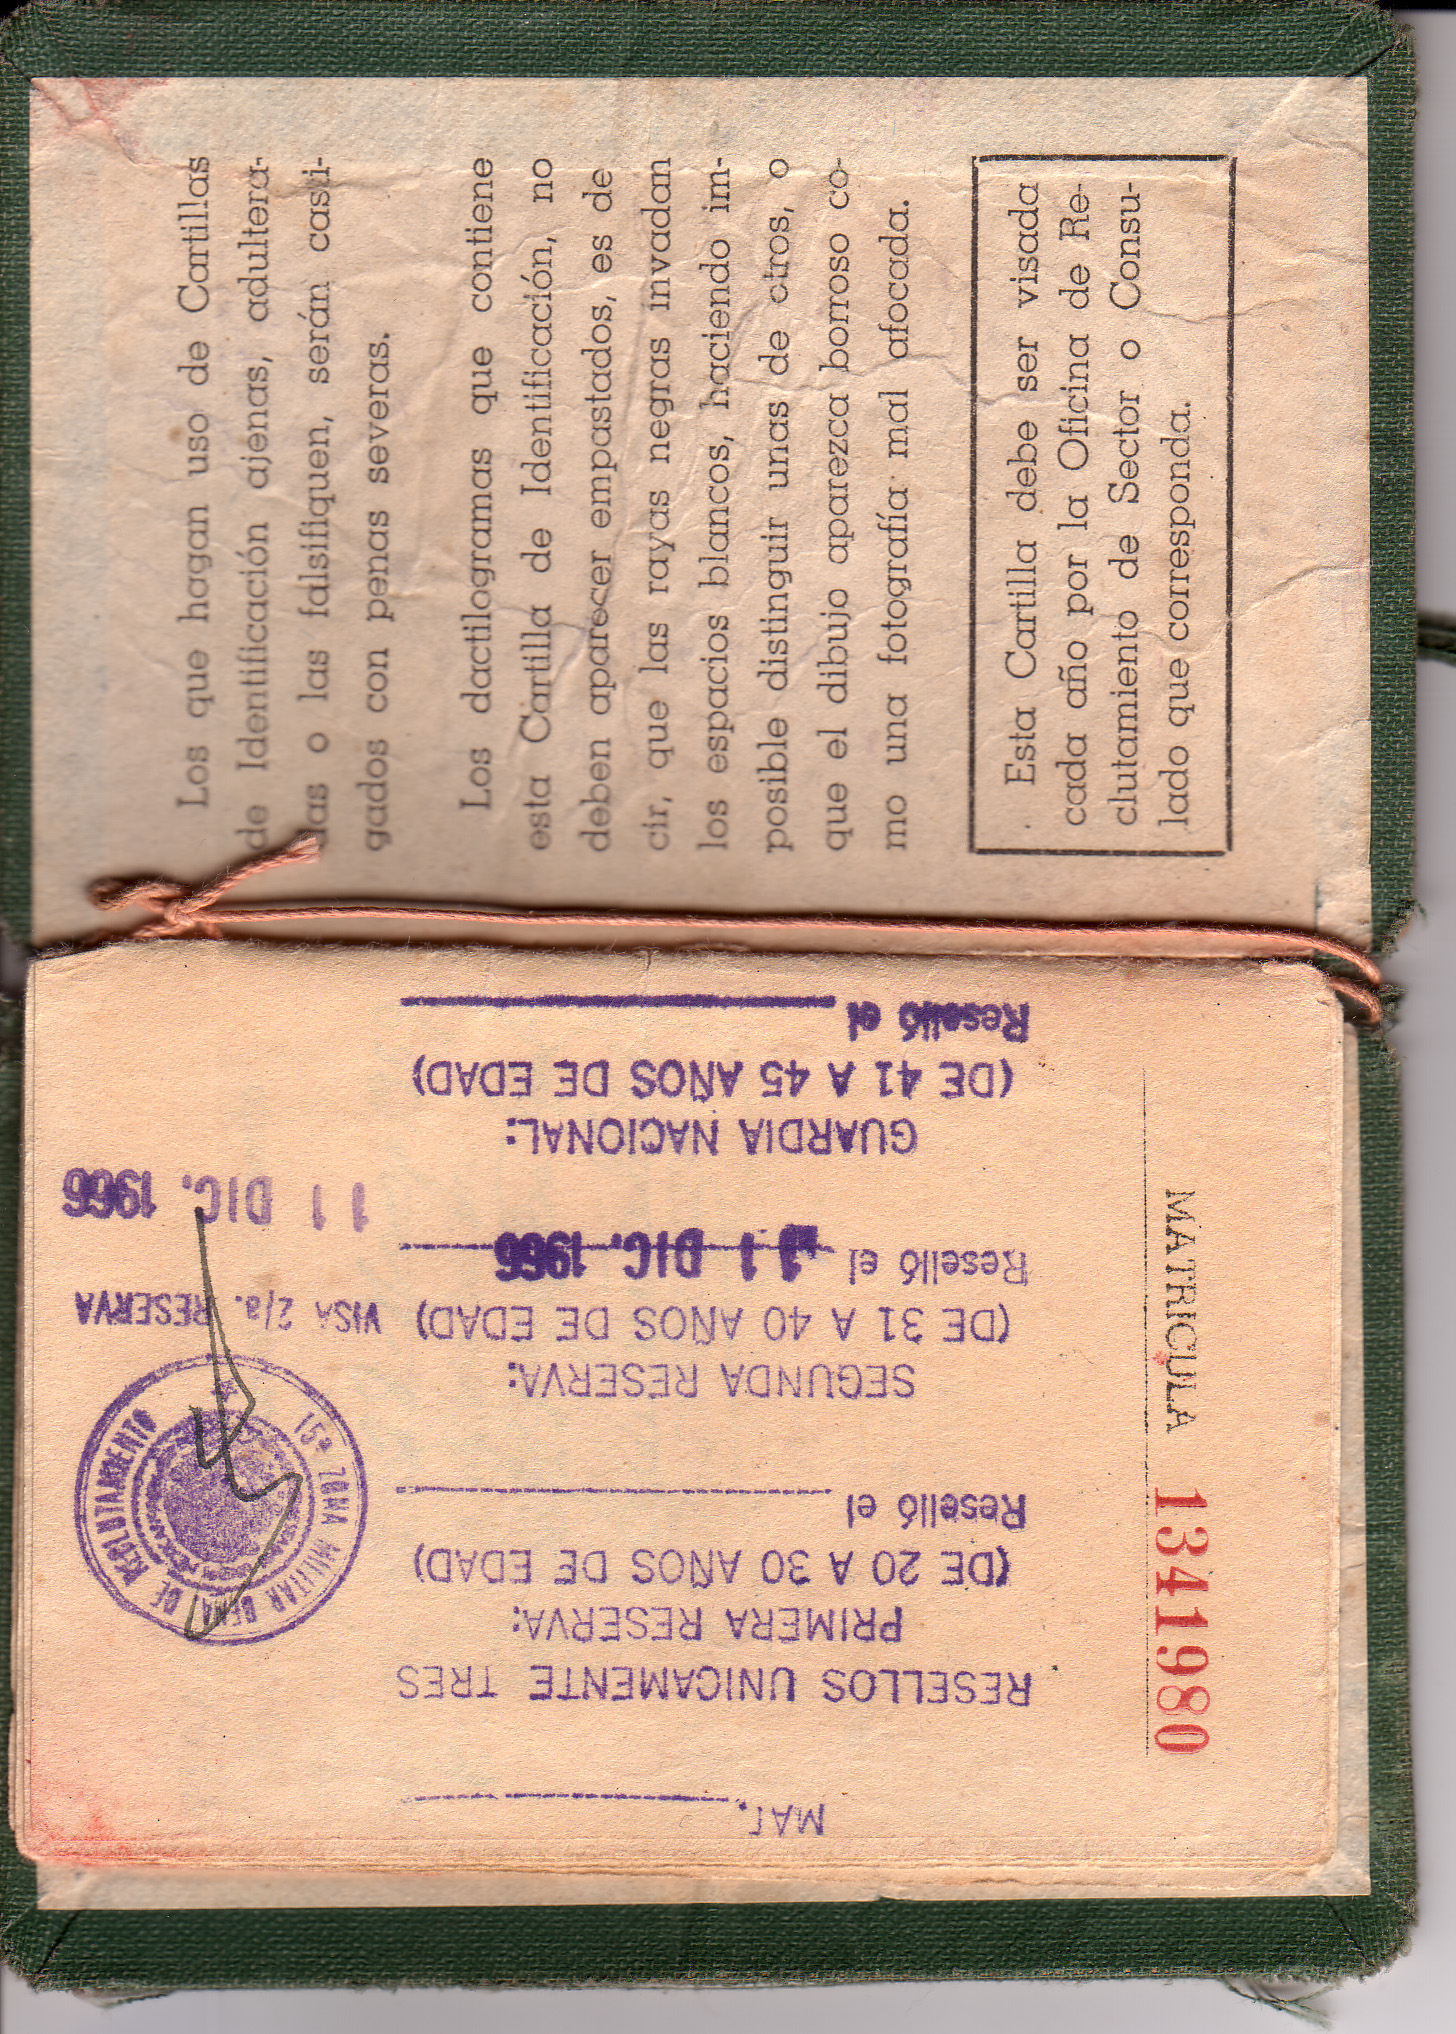 Los que hagan uso de Cartillas
de Identificación ajenas, adultera-
das o las falsifiquen, serán casti-
gados con penas severas.
Los dactilogramas que contiene
esta Cartilla de Identificación, no
deben aparecer empastados, es de
cir, que las rayas negras invadan
los espacios blancos, haciendo im-
posible distinguir unas de otros, o
que el dibujo aparezca borroso co-
mo una fotografía mal afocada.
Esta Cartilla debe ser visada
cada año por la Oficina de Re-
clutamiento de Sector o Consu-
lado que corresponda.
MAT.
RESELLOS UNICAMENTE TRES
PRIMERA RESERVA:
(DE 20 A 30 AÑOS DE EDAD)
Reselló el
SEGUNDA RESERVA:
(DE 31 A 40 AÑOS DE EDAD)
Reselló el 11 DIC. 1966
GUARDIA NACIONAL:
(DE 41 A 45 AÑOS DE EDAD)
Reselló el
15ª ZONA MILITAR
DE RECLUTAMIENTO
VISA 2/a. RESERVA
11 DIC. 1966
MATRICULA 1341980